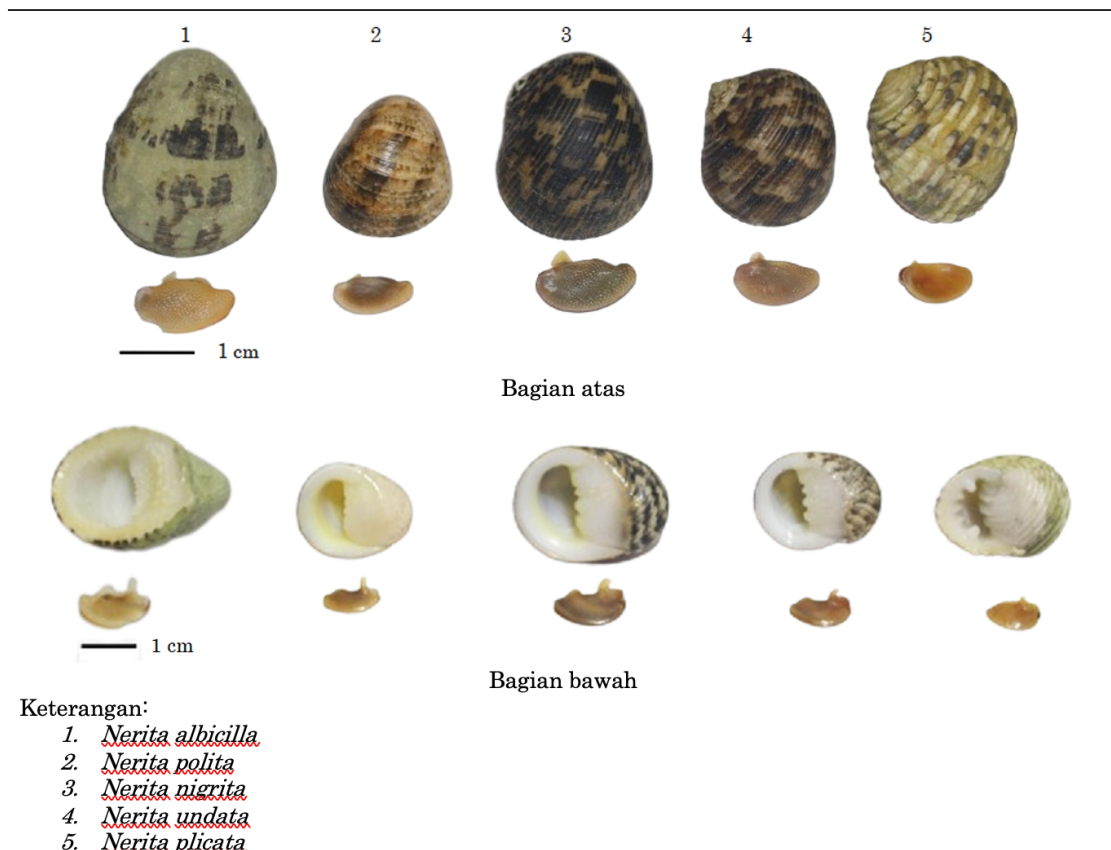 1 2 3 4 5
1 cm
Bagian atas
1 cm
Bagian bawah
Keterangan:
1. Nerita albicilla
2. Nerita polita
3. Nerita nigrita
4. Nerita undata
5. Nerita plicata